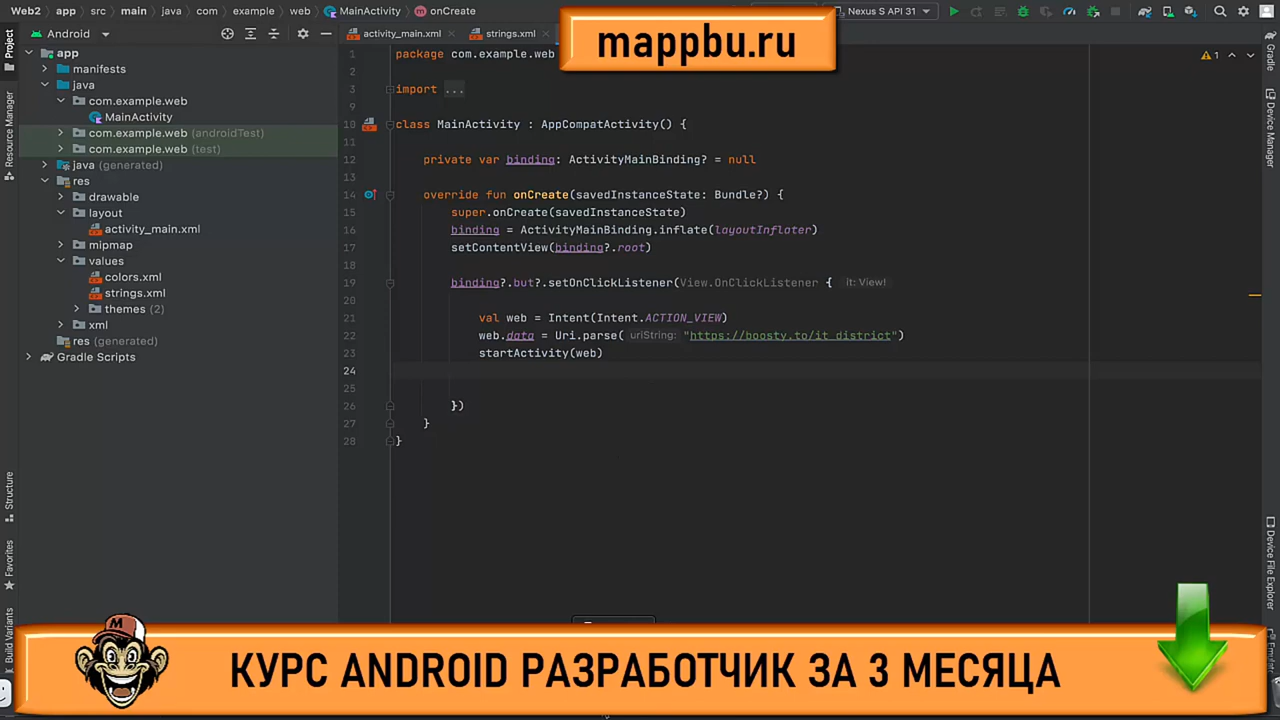 Web2 app src main java com example web MainActivity onCreate
Nexus S API 31
mappbu.ru
Android
activity_main.xml
strings.xml
app
manifests
java
com.example.web
MainActivity
com.example.web (androidTest)
com.example.web (test)
java (generated)
res
drawable
layout
activity_main.xml
mipmap
values
colors.xml
strings.xml
themes (2)
xml
res (generated)
Gradle Scripts
1 package com.example.web
2
3 import ...
9
10 class MainActivity : AppCompatActivity() {
11
12 private var binding: ActivityMainBinding? = null
13
14 override fun onCreate(savedInstanceState: Bundle?) {
15 super.onCreate(savedInstanceState)
16 binding = ActivityMainBinding.inflate(layoutInflater)
17 setContentView(binding?.root)
18
19 binding?.but?.setOnClickListener(View.OnClickListener { it: View!
20
21 val web = Intent(Intent.ACTION_VIEW)
22 web.data = Uri.parse( uriString: "https://boosty.to/it_district")
23 startActivity(web)
24
25
26 })
27 }
28 }
1
Project
Resource Manager
Structure
Favorites
Build Variants
Gradle
Device Manager
Device File Explorer
M
КУРС ANDROID РАЗРАБОТЧИК ЗА 3 МЕСЯЦА